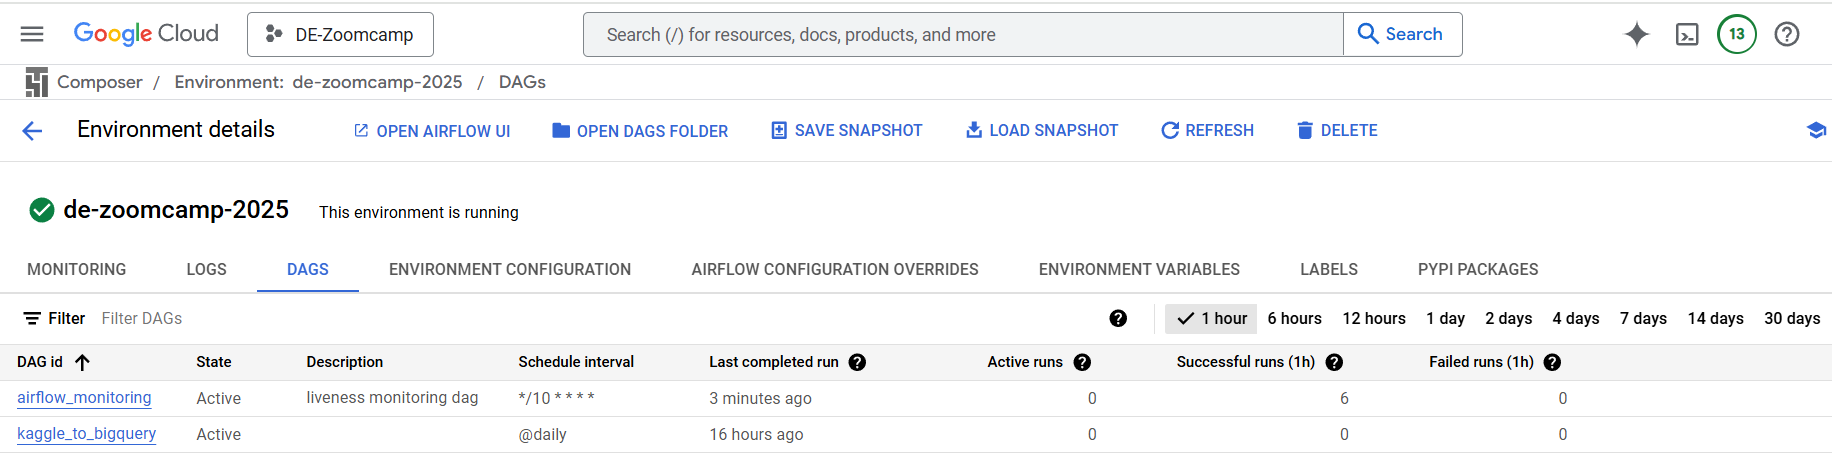 Google Cloud DE-Zoomcamp Search (/) for resources, docs, products, and more Search 13
Composer / Environment: de-zoomcamp-2025 / DAGs
Environment details OPEN AIRFLOW UI OPEN DAGS FOLDER SAVE SNAPSHOT LOAD SNAPSHOT REFRESH DELETE
de-zoomcamp-2025 This environment is running
MONITORING LOGS DAGS ENVIRONMENT CONFIGURATION AIRFLOW CONFIGURATION OVERRIDES ENVIRONMENT VARIABLES LABELS PYPI PACKAGES
Filter Filter DAGs 1 hour 6 hours 12 hours 1 day 2 days 4 days 7 days 14 days 30 days
DAG id State Description Schedule interval Last completed run Active runs Successful runs (1h) Failed runs (1h)
airflow_monitoring Active liveness monitoring dag */10 * * * * 3 minutes ago 0 6 0
kaggle_to_bigquery Active @daily 16 hours ago 0 0 0